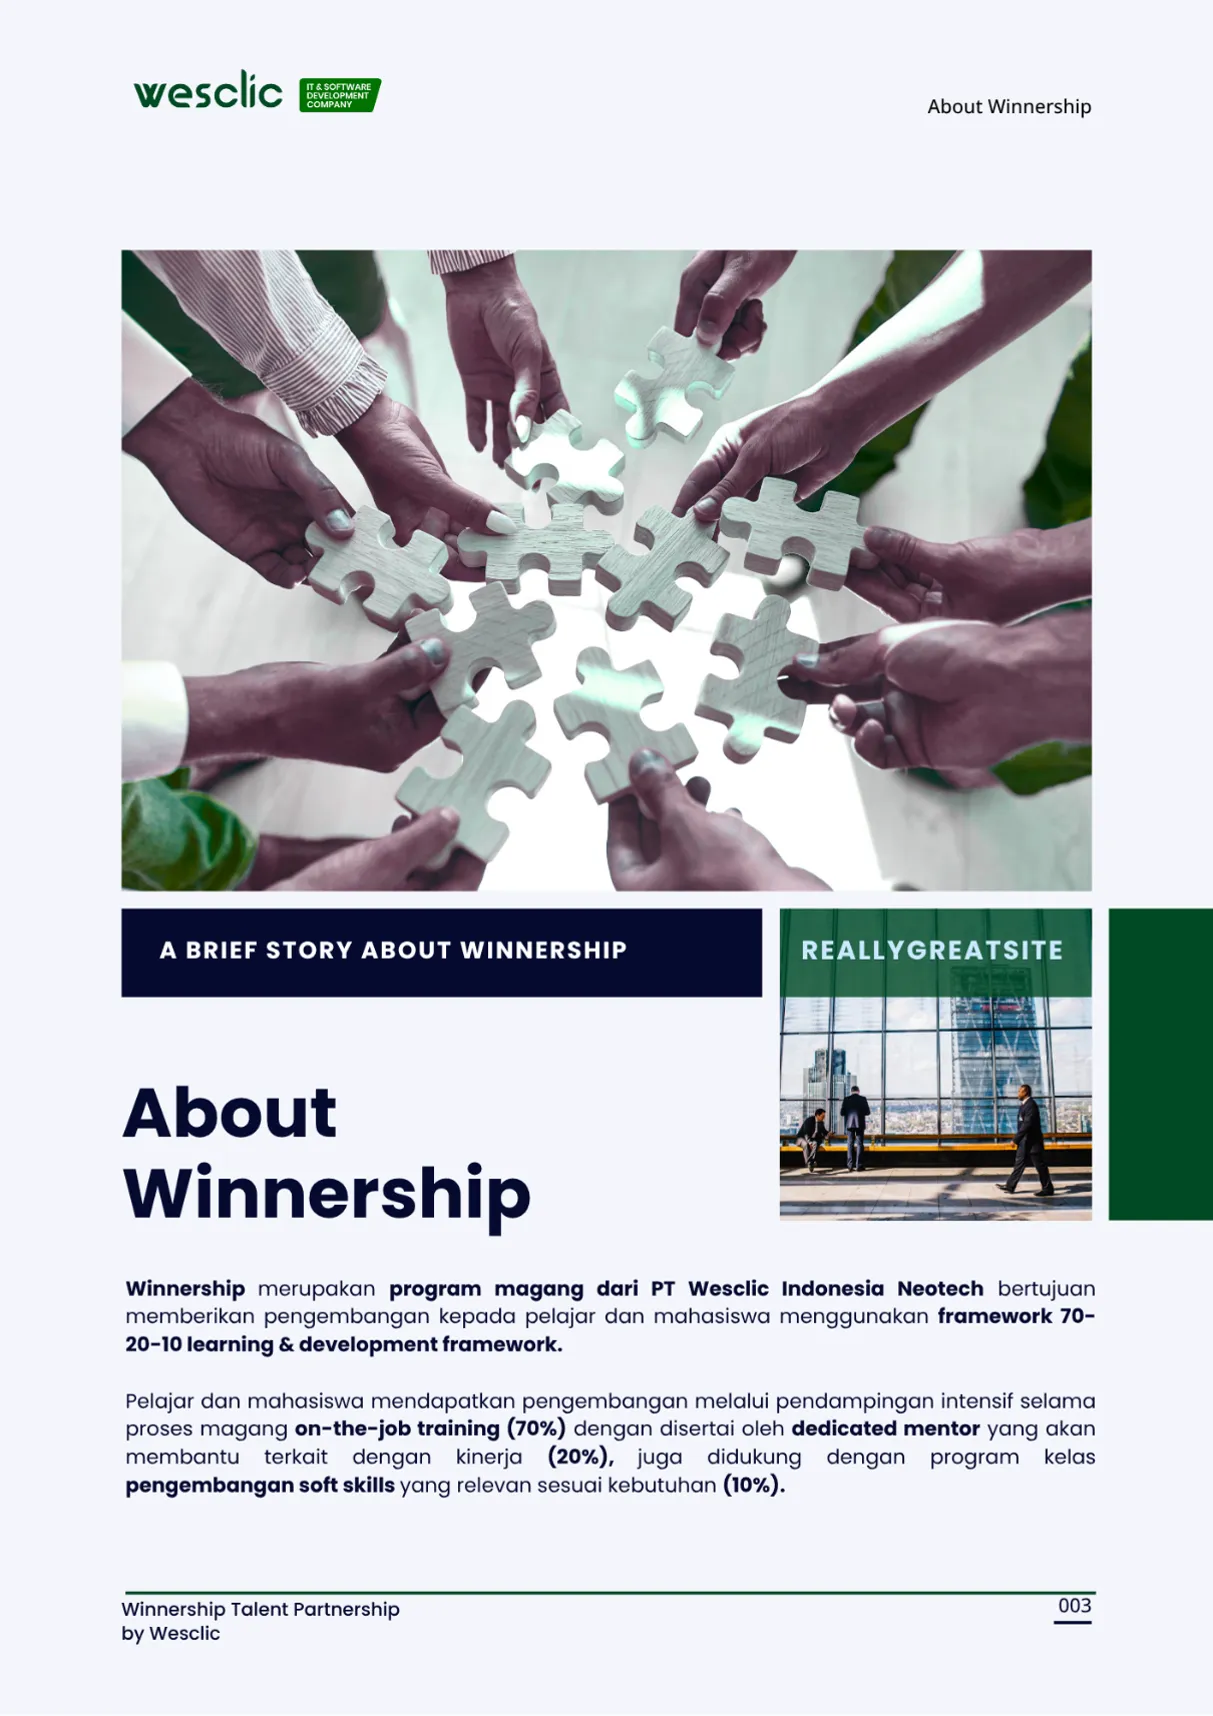 wesclic
IT & SOFTWARE
DEVELOPMENT
COMPANY
About Winnership
A BRIEF STORY ABOUT WINNERSHIP
REALLYGREATSITE
About
Winnership
Winnership merupakan program magang dari PT Wesclic Indonesia Neotech bertujuan
memberikan pengembangan kepada pelajar dan mahasiswa menggunakan framework 70-
20-10 learning & development framework.
Pelajar dan mahasiswa mendapatkan pengembangan melalui pendampingan intensif selama
proses magang on-the-job training (70%) dengan disertai oleh dedicated mentor yang akan
membantu terkait dengan kinerja (20%), juga didukung dengan program kelas
pengembangan soft skills yang relevan sesuai kebutuhan (10%).
Winnership Talent Partnership
by Wesclic
003